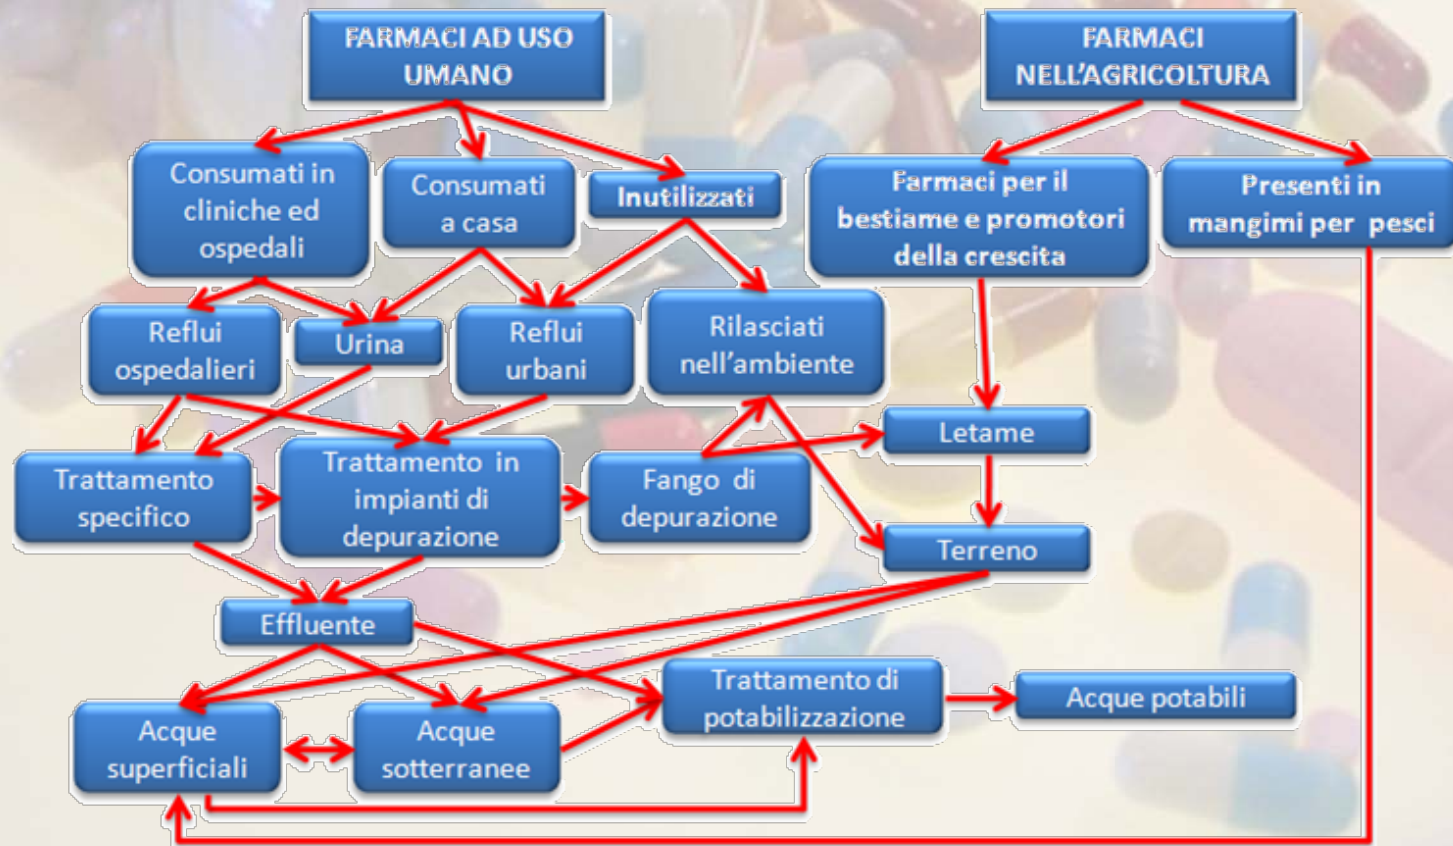 FARMACI AD USO
UMANO
FARMACI
NELL'AGRICOLTURA
Consumati in
cliniche ed
ospedali
Consumati
a casa
Inutilizzati
Farmaci per il
bestiame e promotori
della crescita
Presenti in
mangimi per pesci
Reflui
ospedalieri
Urina
Reflui
urbani
Rilasciati
nell'ambiente
Letame
Trattamento
specifico
Trattamento in
impianti di
depurazione
Fango di
depurazione
Terreno
Effluente
Acque
superficiali
Acque
sotterranee
Trattamento di
potabilizzazione
Acque potabili